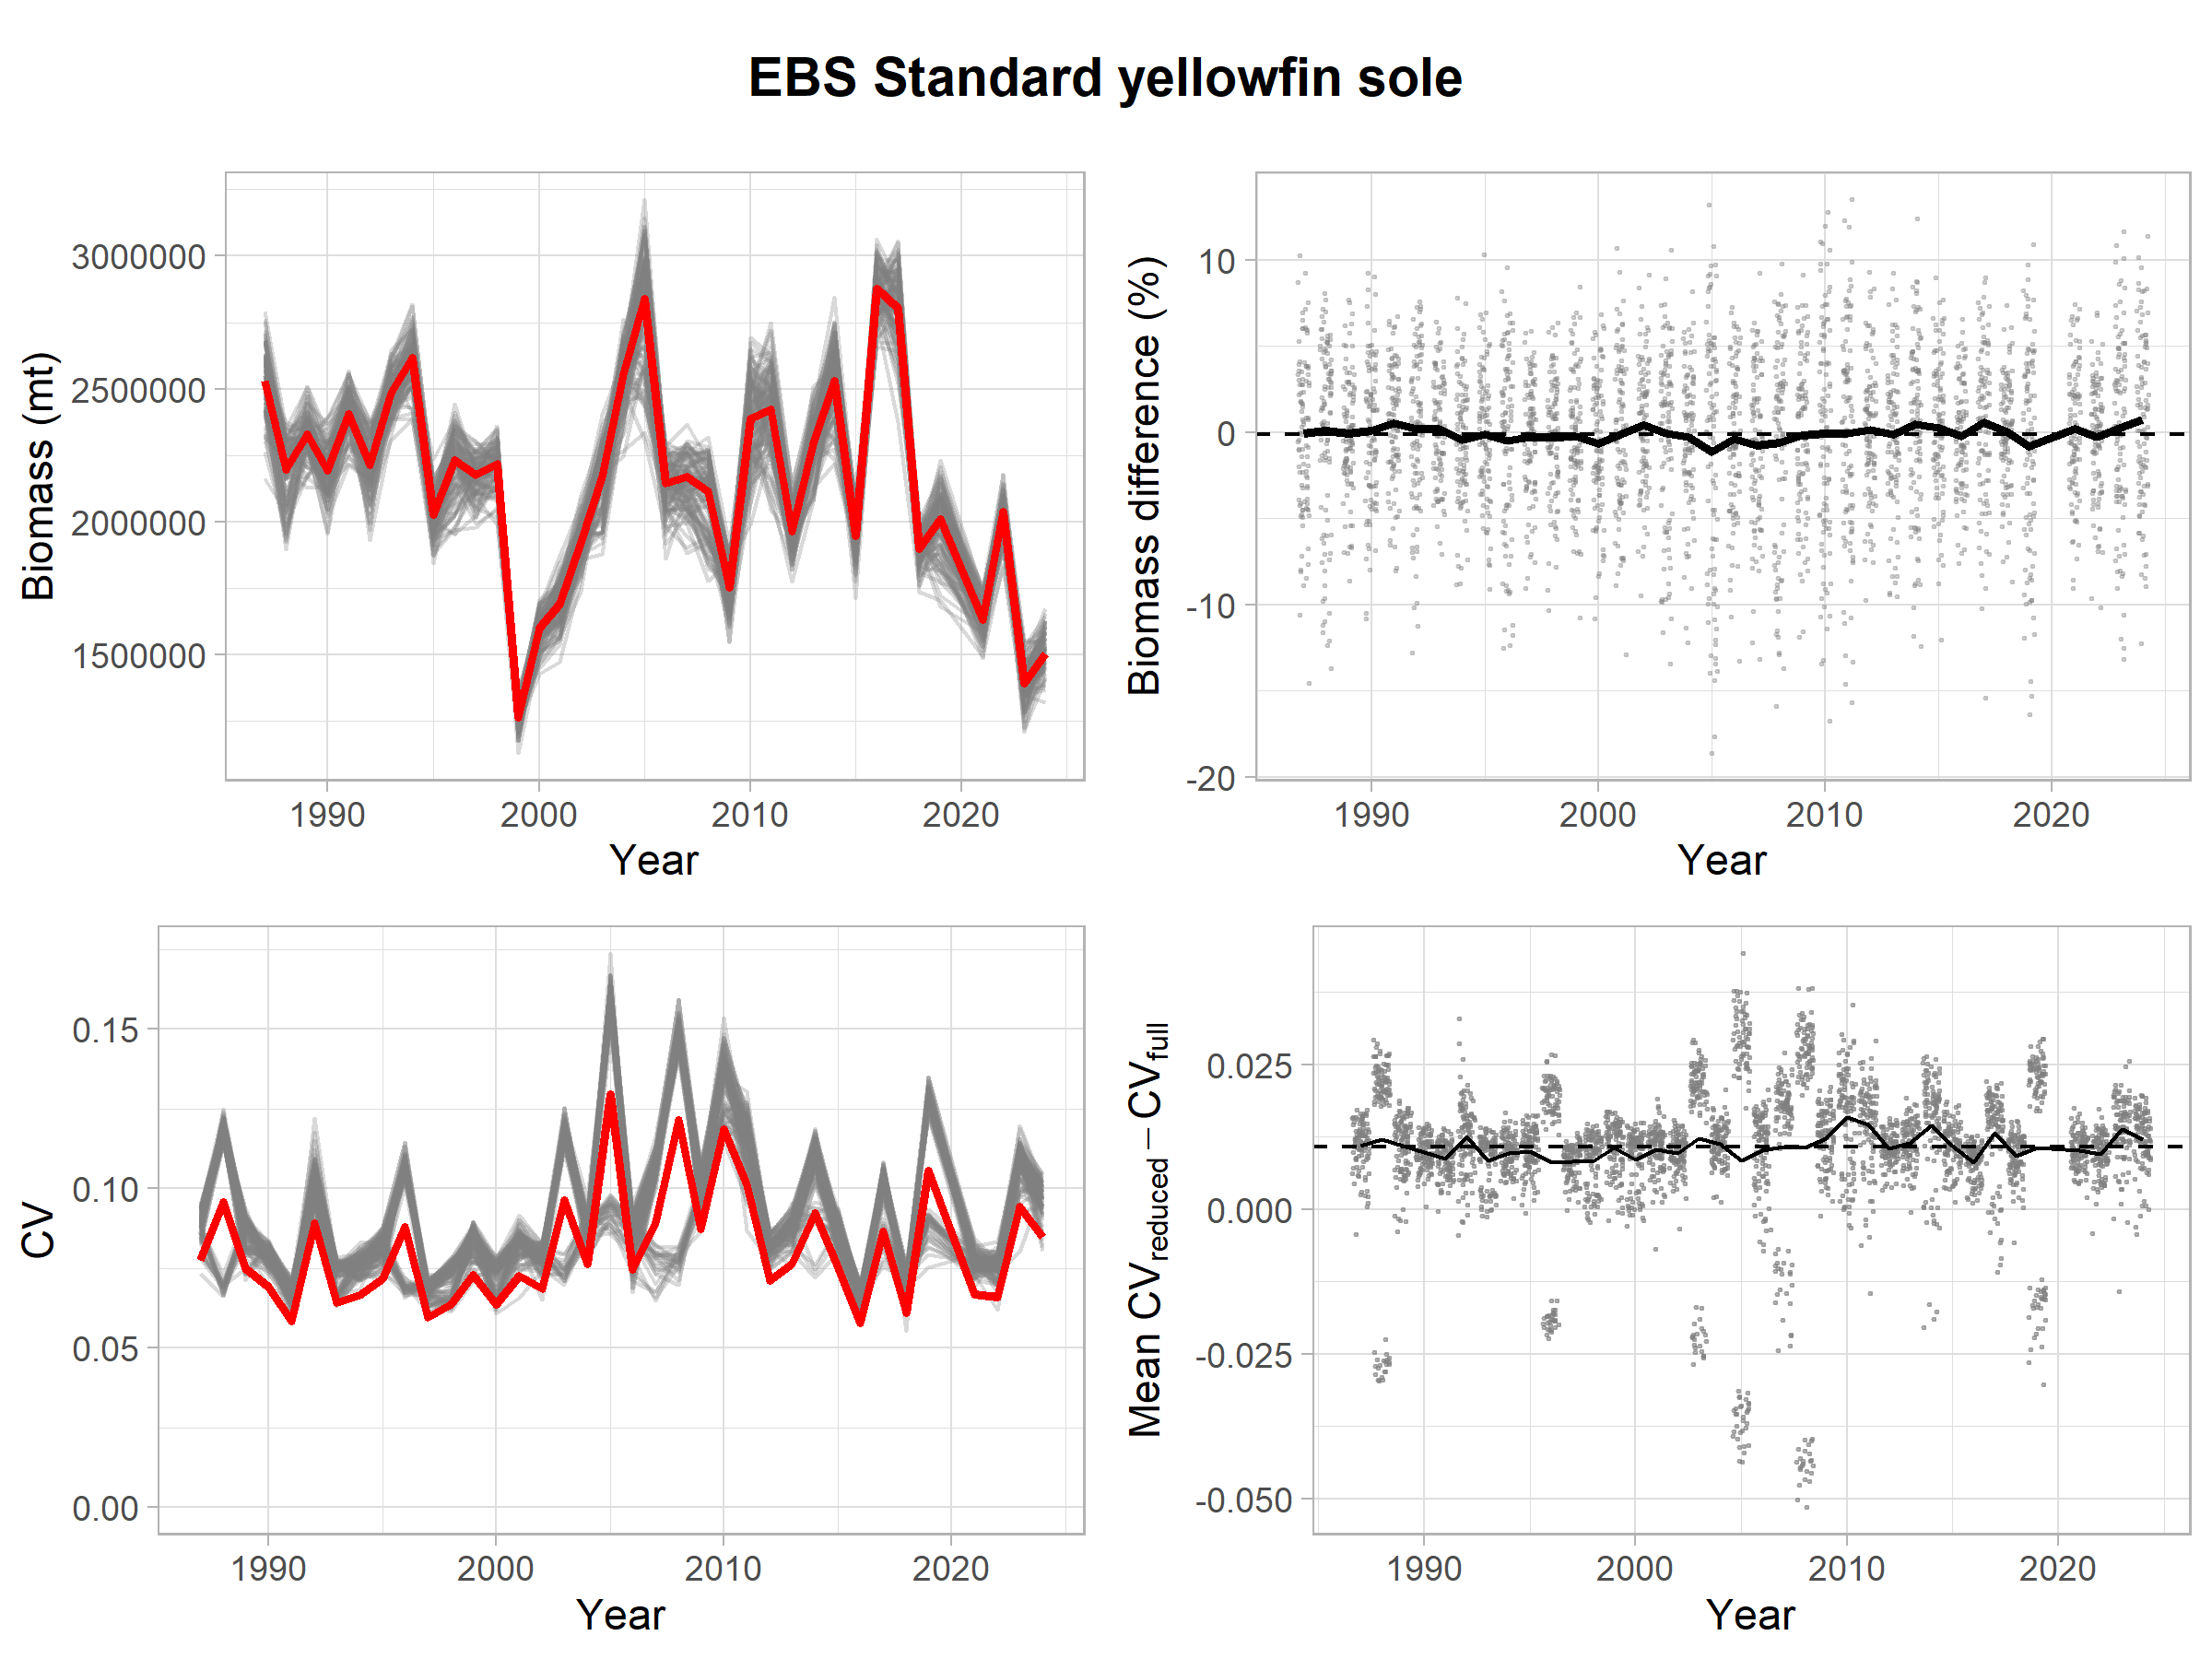 EBS Standard yellowfin sole
Biomass (mt)
3000000
2500000
2000000
1500000
1990 2000 2010 2020
Year
Biomass difference (%)
10
0
-10
-20
1990 2000 2010 2020
Year
CV
0.15
0.10
0.05
0.00
1990 2000 2010 2020
Year
Mean CVreduced − CVfull
0.025
0.000
-0.025
-0.050
1990 2000 2010 2020
Year